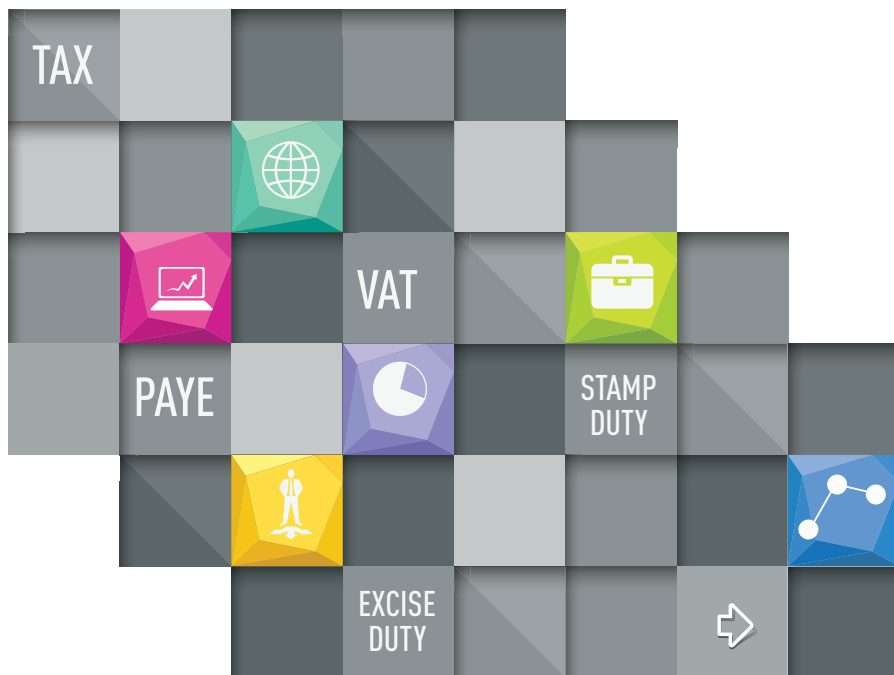 TAX
VAT
PAYE
STAMP
DUTY
EXCISE
DUTY